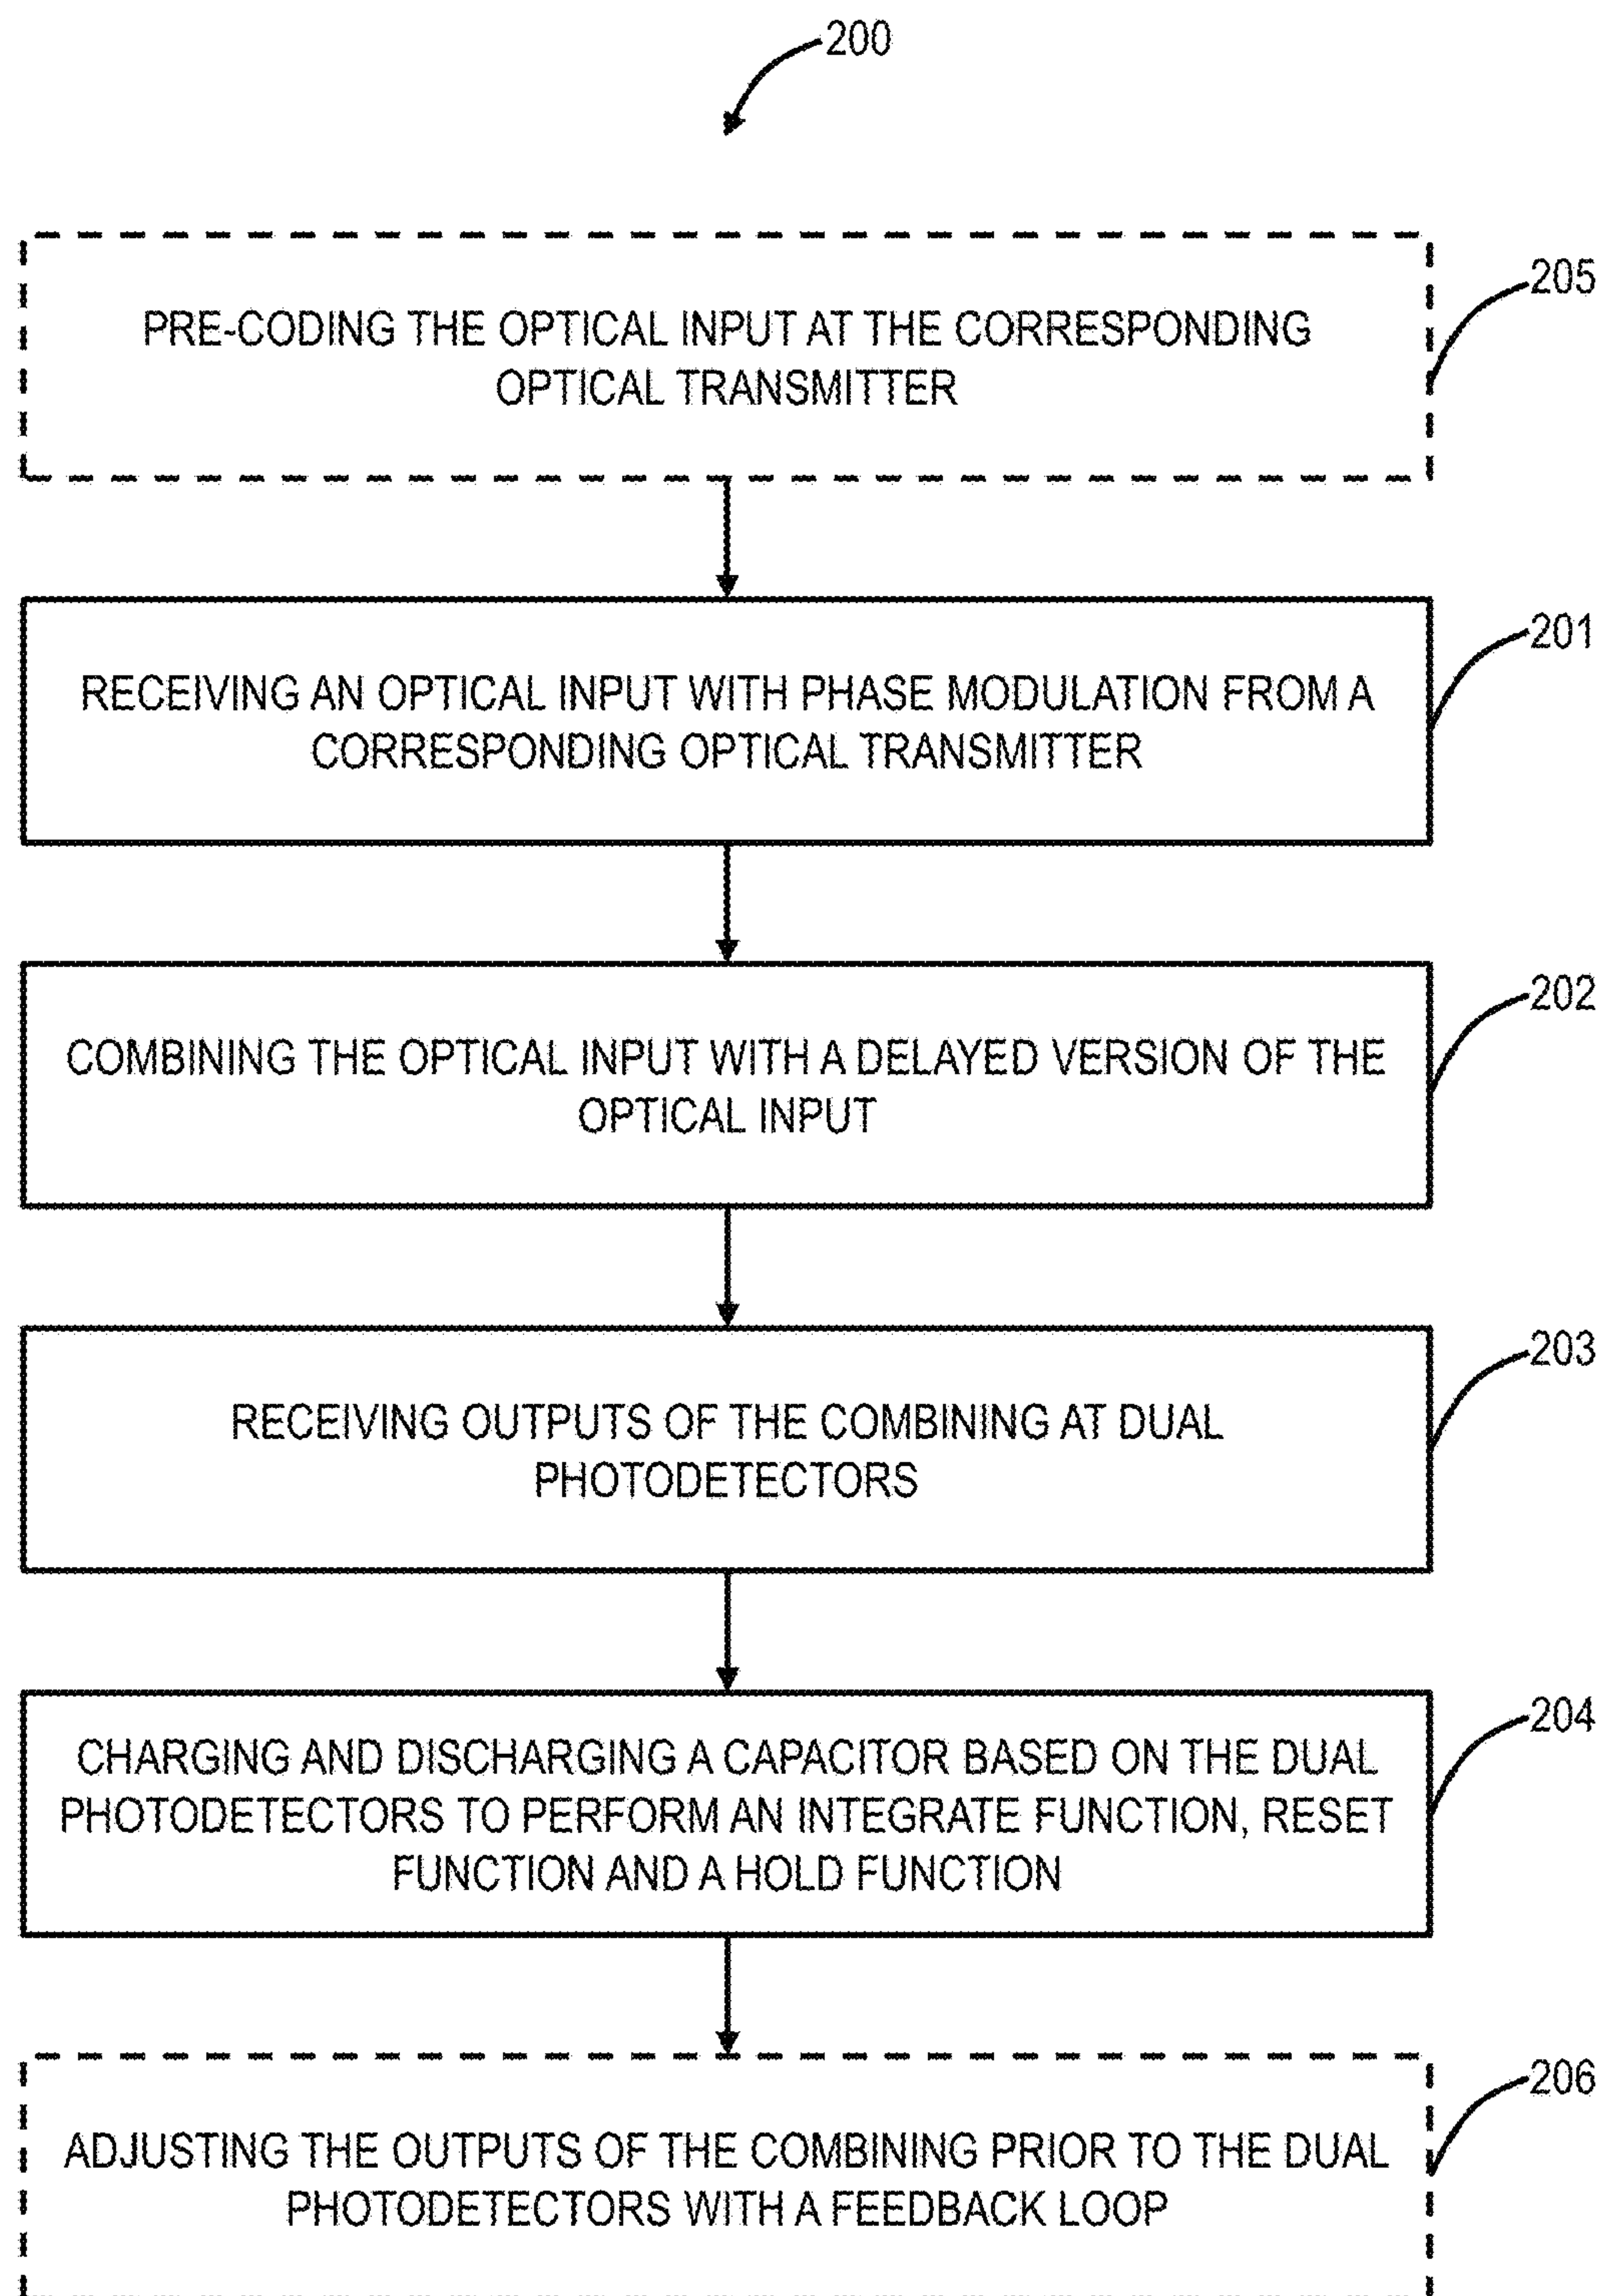 200
PRE-CODING THE OPTICAL INPUT AT THE CORRESPONDING
OPTICAL TRANSMITTER
205
RECEIVING AN OPTICAL INPUT WITH PHASE MODULATION FROM A
CORRESPONDING OPTICAL TRANSMITTER
201
COMBINING THE OPTICAL INPUT WITH A DELAYED VERSION OF THE
OPTICAL INPUT
202
RECEIVING OUTPUTS OF THE COMBINING AT DUAL
PHOTODETECTORS
203
CHARGING AND DISCHARGING A CAPACITOR BASED ON THE DUAL
PHOTODETECTORS TO PERFORM AN INTEGRATE FUNCTION, RESET
FUNCTION AND A HOLD FUNCTION
204
ADJUSTING THE OUTPUTS OF THE COMBINING PRIOR TO THE DUAL
PHOTODETECTORS WITH A FEEDBACK LOOP
206